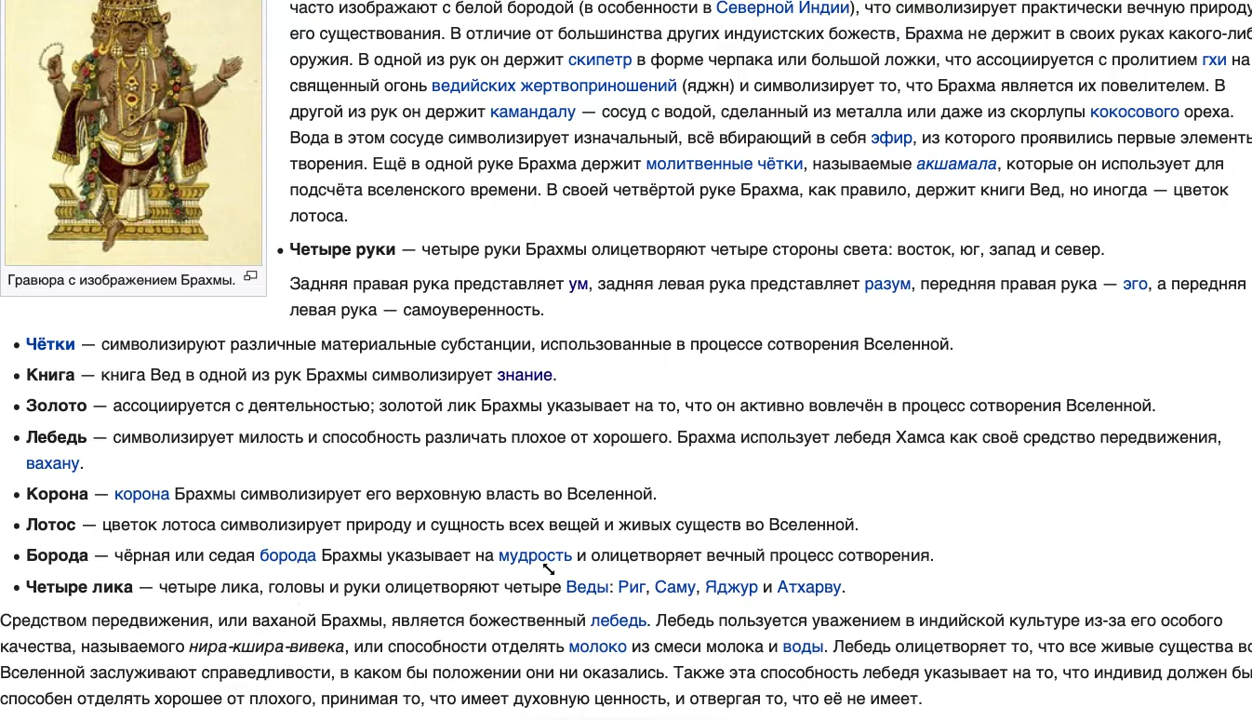 часто изображают с белой бородой (в особенности в Северной Индии), что символизирует практически вечную природу
его существования. В отличие от большинства других индуистских божеств, Брахма не держит в своих руках
оружия. В одной из рук он держит скипетр в форме черпака или большой ложки, что ассоциируется с пролитием гхи на
священный огонь ведийских жертвоприношений (яджн) и символизирует то, что Брахма является их повелителем. В
другой из рук он держит камандалу — сосуд с водой, сделанный из металла или даже из скорлупы кокосового ореха.
Вода в этом сосуде символизирует изначальный, всё вбирающий в себя эфир, из которого проявились первые элементы
творения. Ещё в одной руке Брахма держит молитвенные чётки, называемые акшамала, которые он использует для
подсчёта вселенского времени. В своей четвёртой руке Брахма, как правило, держит книги Вед, но иногда — цветок
лотоса.
• Четыре руки — четыре руки Брахмы олицетворяют четыре стороны света: восток, юг, запад и север.
Гравюра с изображением Брахмы.
Задняя правая рука представляет ум, задняя левая рука представляет разум, передняя правая рука — эго, а передняя
левая рука — самоуверенность.
• Чётки — символизируют различные материальные субстанции, использованные в процессе сотворения Вселенной.
• Книга — книга Вед в одной из рук Брахмы символизирует знание.
• Золото — ассоциируется с деятельностью; золотой лик Брахмы указывает на то, что он активно вовлечён в процесс сотворения Вселенной.
• Лебедь — символизирует милость и способность различать плохое от хорошего. Брахма использует лебедя Хамса как своё средство передвижения,
вахану.
• Корона — корона Брахмы символизирует его верховную власть во Вселенной.
• Лотос — цветок лотоса символизирует природу и сущность всех вещей и живых существ во Вселенной.
• Борода — чёрная или седая борода Брахмы указывает на мудрость и олицетворяет вечный процесс сотворения.
• Четыре лика — четыре лика, головы и руки олицетворяют четыре Веды: Риг, Саму, Яджур и Атхарву.
Средством передвижения, или ваханой Брахмы, является божественный лебедь. Лебедь пользуется уважением в индийской культуре из-за его особого
качества, называемого нира-кшира-вивека, или способности отделять молоко из смеси молока и воды. Лебедь олицетворяет то, что все живые существа во
Вселенной заслуживают справедливости, в каком бы положении они ни оказались. Также эта способность лебедя указывает на то, что индивид должен
способен отделять хорошее от плохого, принимая то, что имеет духовную ценность, и отвергая то, что её не имеет.